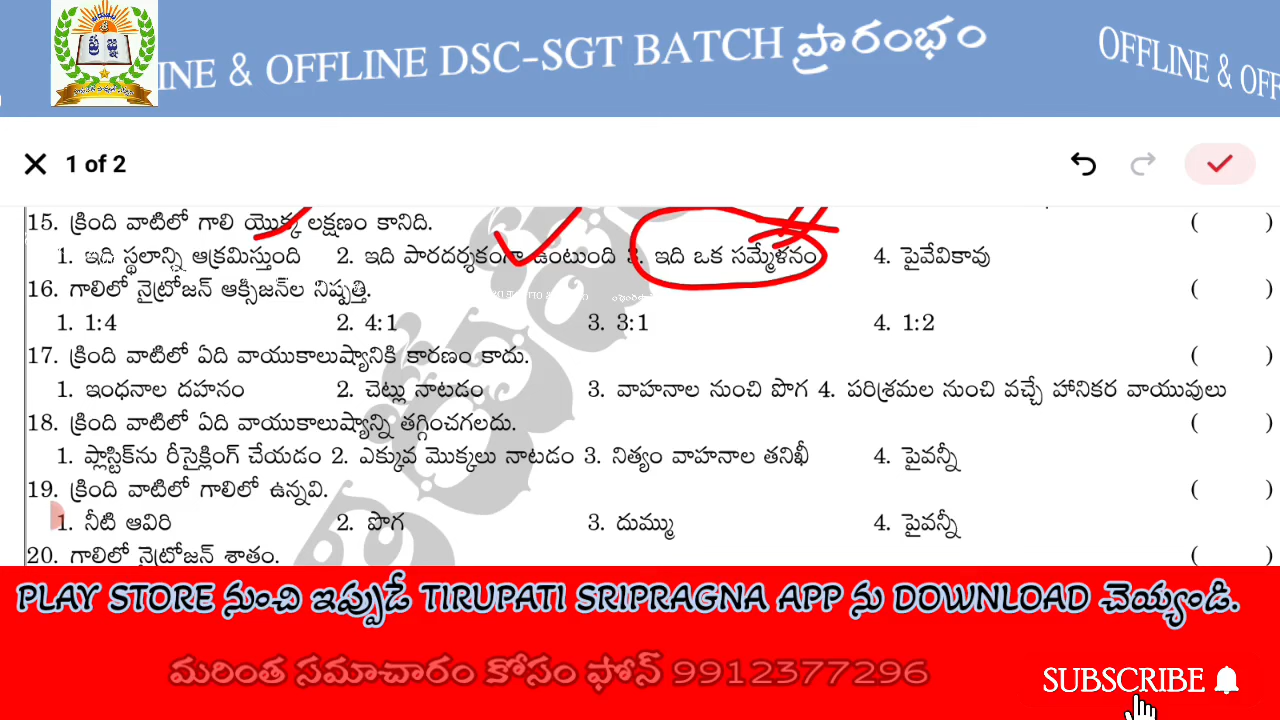 INE & OFFLINE DSC-SGT BATCH ప్రారంభం OFFLINE & OFF
1 of 2
15. క్రింది వాటిలో గాలి యొక్క లక్షణం కానిది. ( )
1. ఇది స్థలాన్ని ఆక్రమిస్తుంది 2. ఇది పారదర్శకంగా ఉంటుంది 3. ఇది ఒక సమ్మేళనం 4. పైవేవికావు
16. గాలిలో నైట్రోజన్ ఆక్సిజన్‌ల నిష్పత్తి. ( )
1. 1:4 2. 4:1 3. 3:1 4. 1:2
17. క్రింది వాటిలో ఏది వాయుకాలుష్యానికి కారణం కాదు. ( )
1. ఇంధనాల దహనం 2. చెట్లు నాటడం 3. వాహనాల నుంచి పొగ 4. పరిశ్రమల నుంచి వచ్చే హానికర వాయువులు
18. క్రింది వాటిలో ఏది వాయుకాలుష్యాన్ని తగ్గించగలదు. ( )
1. ప్లాస్టిక్‌ను రీసైక్లింగ్ చేయడం 2. ఎక్కువ మొక్కలు నాటడం 3. నిత్యం వాహనాల తనిఖీ 4. పైవన్నీ
19. క్రింది వాటిలో గాలిలో ఉన్నవి. ( )
1. నీటి ఆవిరి 2. పొగ 3. దుమ్ము 4. పైవన్నీ
20. గాలిలో నైట్రోజన్ శాతం. ( )
PLAY STORE నుంచి ఇప్పుడే TIRUPATI SRIPRAGNA APP ను DOWNLOAD చెయ్యండి.
మరింత సమాచారం కోసం ఫోన్ 9912377296
SUBSCRIBE